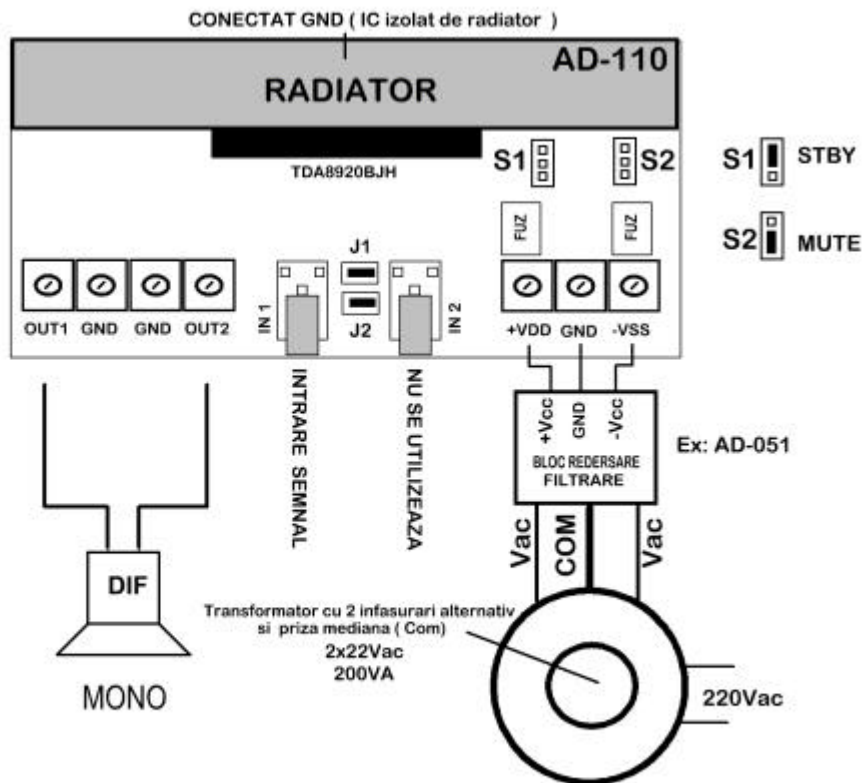 CONECTAT GND ( IC izolat de radiator )
AD-110
RADIATOR
TDA8920BJH
S1
S2
S1 STBY
S2 MUTE
FUZ
FUZ
J1
J2
IN 1
IN 2
OUT1 GND GND OUT2
+VDD GND -VSS
INTRARE SEMNAL
NU SE UTILIZEAZA
+Vcc GND -Vcc
BLOC REDERSARE
FILTRARE
Ex: AD-051
Vac COM Vac
DIF
MONO
Transformator cu 2 infasurari alternativ
si priza mediana ( Com)
2x22Vac
200VA
220Vac